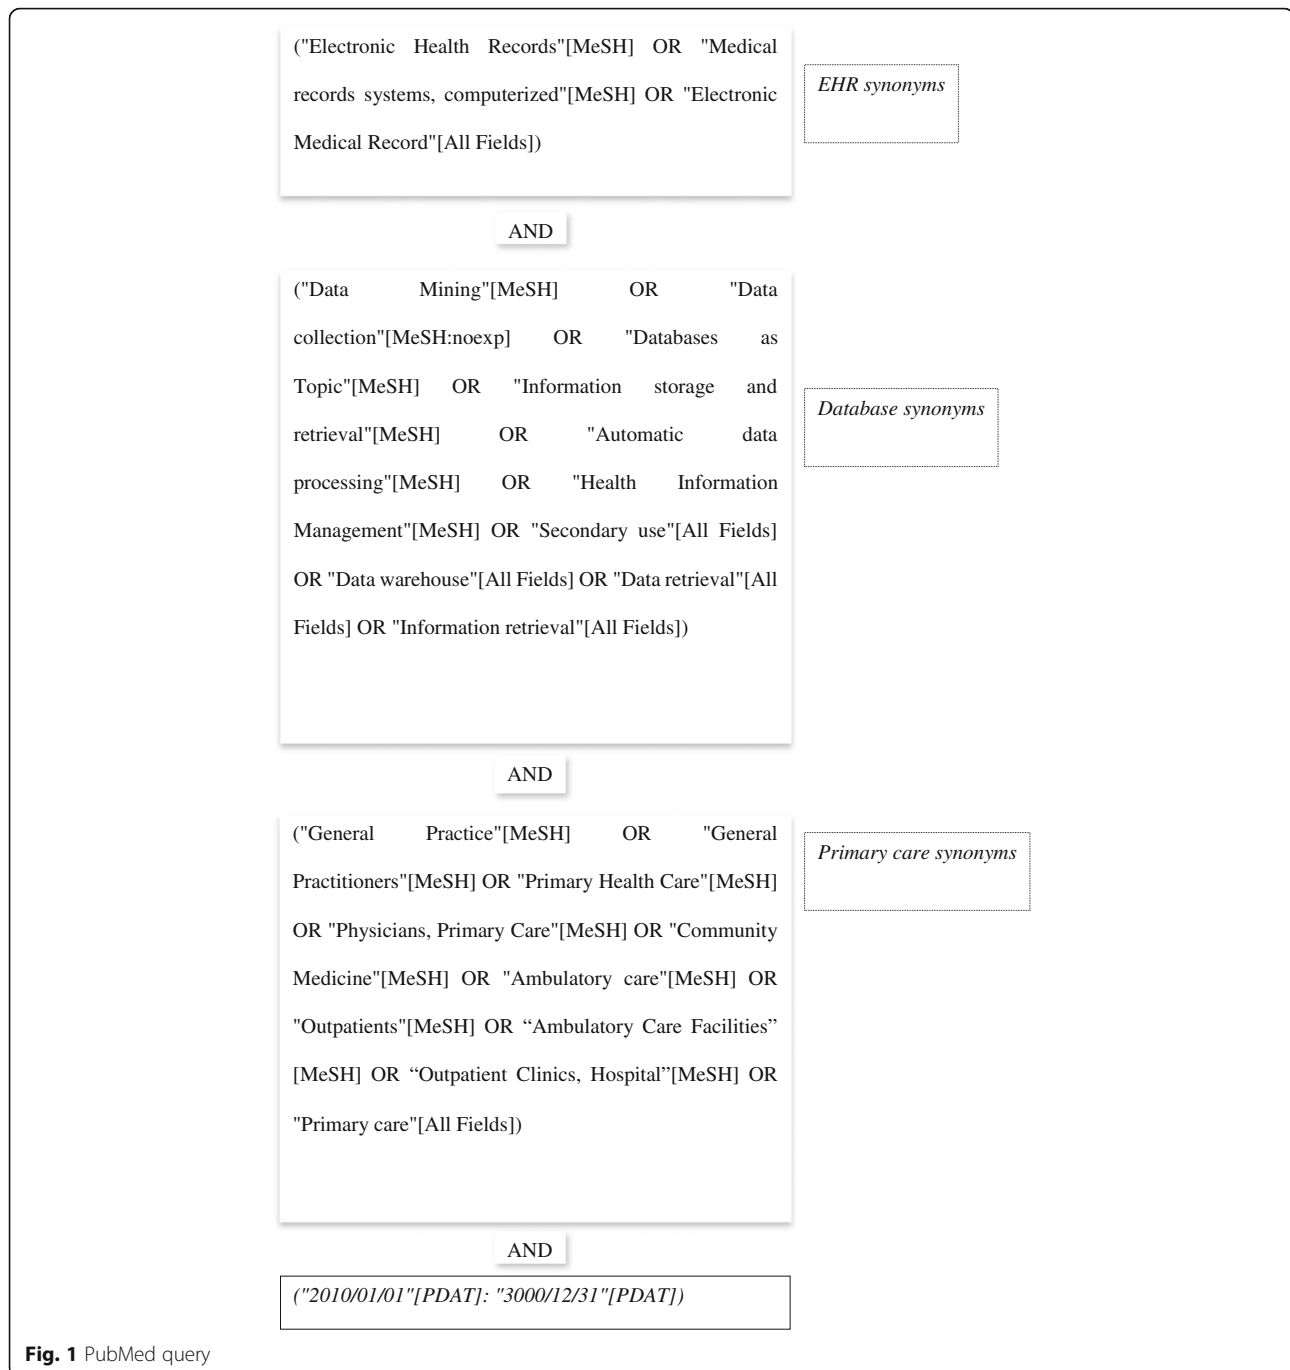 ("Electronic Health Records"[MeSH] OR "Medical
records systems, computerized"[MeSH] OR "Electronic
Medical Record"[All Fields])
EHR synonyms
AND
("Data Mining"[MeSH] OR "Data
collection"[MeSH:noexp] OR "Databases as
Topic"[MeSH] OR "Information storage and
retrieval"[MeSH] OR "Automatic data
processing"[MeSH] OR "Health Information
Management"[MeSH] OR "Secondary use"[All Fields]
OR "Data warehouse"[All Fields] OR "Data retrieval"[All
Fields] OR "Information retrieval"[All Fields])
Database synonyms
AND
("General Practice"[MeSH] OR "General
Practitioners"[MeSH] OR "Primary Health Care"[MeSH]
OR "Physicians, Primary Care"[MeSH] OR "Community
Medicine"[MeSH] OR "Ambulatory care"[MeSH] OR
"Outpatients"[MeSH] OR “Ambulatory Care Facilities”
[MeSH] OR “Outpatient Clinics, Hospital”[MeSH] OR
"Primary care"[All Fields])
Primary care synonyms
AND
("2010/01/01"[PDAT]: "3000/12/31"[PDAT])
Fig. 1 PubMed query